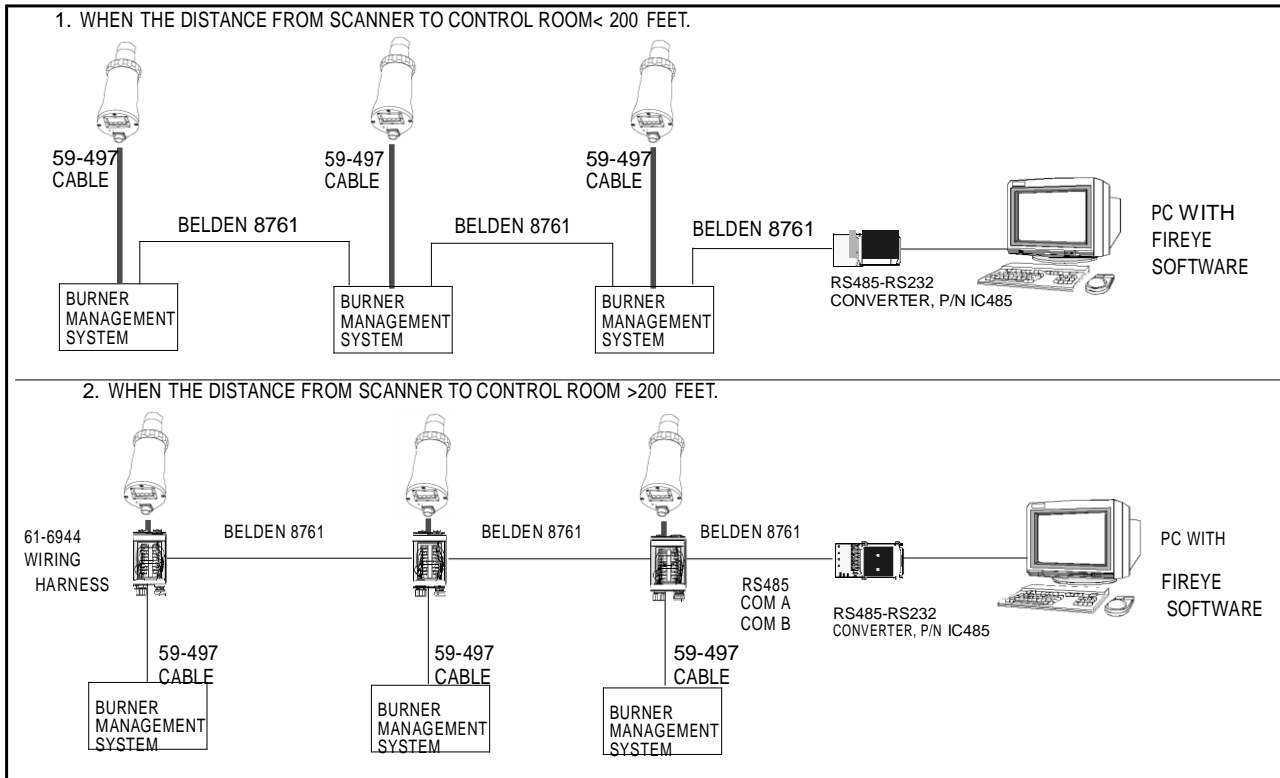 1. WHEN THE DISTANCE FROM SCANNER TO CONTROL ROOM< 200 FEET.
59-497
CABLE
59-497
CABLE
59-497
CABLE
BELDEN 8761
BELDEN 8761
BELDEN 8761
PC WITH
FIREYE
SOFTWARE
RS485-RS232
CONVERTER, P/N IC485
BURNER
MANAGEMENT
SYSTEM
BURNER
MANAGEMENT
SYSTEM
BURNER
MANAGEMENT
SYSTEM
2. WHEN THE DISTANCE FROM SCANNER TO CONTROL ROOM >200 FEET.
61-6944
WIRING
HARNESS
BELDEN 8761
BELDEN 8761
BELDEN 8761
RS485
COM A
COM B
RS485-RS232
CONVERTER, P/N IC485
PC WITH
FIREYE
SOFTWARE
59-497
CABLE
59-497
CABLE
59-497
CABLE
BURNER
MANAGEMENT
SYSTEM
BURNER
MANAGEMENT
SYSTEM
BURNER
MANAGEMENT
SYSTEM